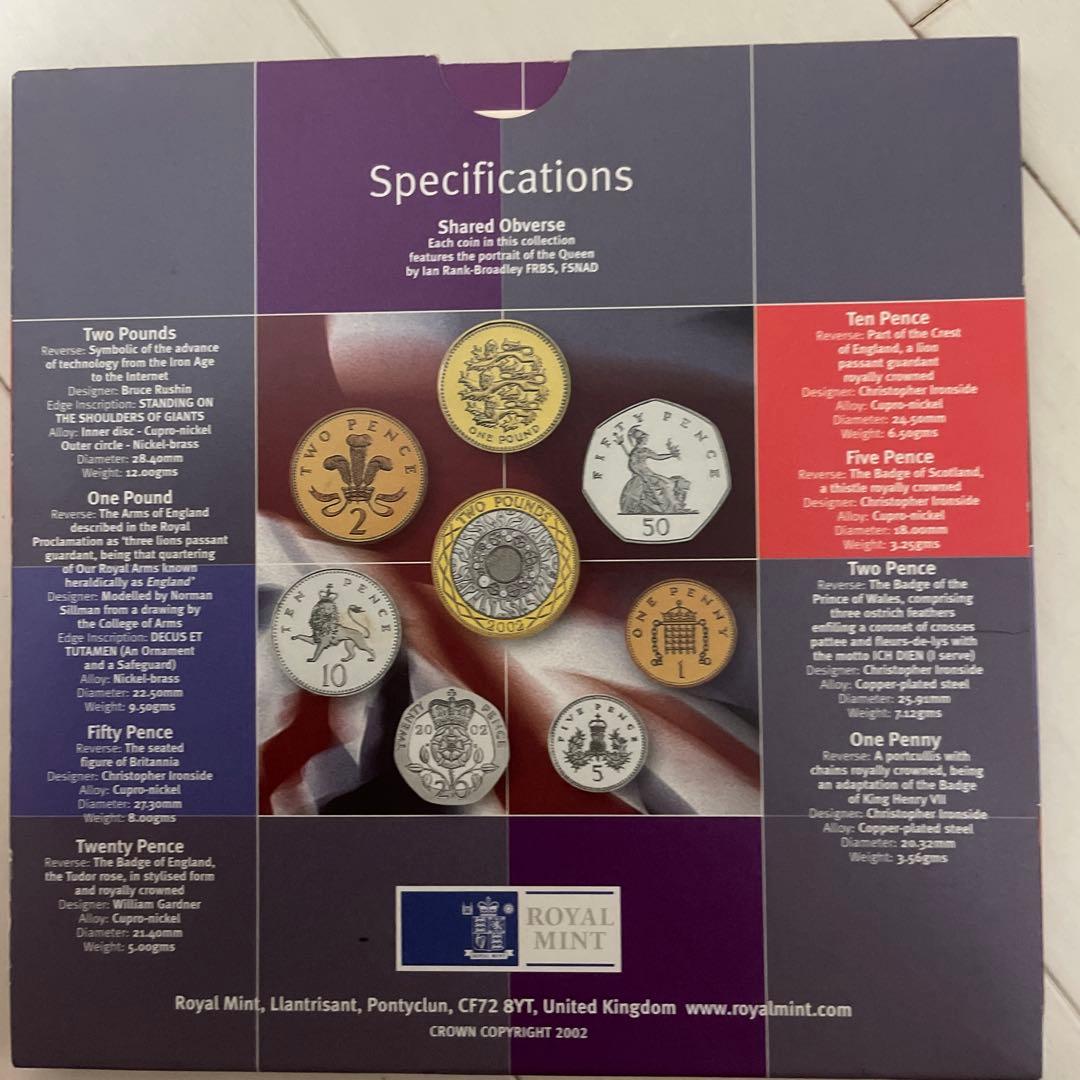 Specifications
Shared Obverse
Each coin in this collection
features the portrait of the Queen
by Ian Rank-Broadley FRBS, FSNAD
Two Pounds
Reverse: Symbolic of the advance
of technology from the Iron Age
to the Internet
Designer: Bruce Rushin
Edge Inscription: STANDING ON
THE SHOULDERS OF GIANTS
Alloy: Inner disc - Cupro-nickel
Outer circle - Nickel-brass
Diameter: 28.40mm
Weight: 12.00gms
One Pound
Reverse: The Arms of England
described in the Royal
Proclamation as 'three lions passant
guardant, being that quartering
of Our Royal Arms known
heraldically as England'
Designer: Modelled by Norman
Sillman from a drawing by
the College of Arms
Edge Inscription: DECUS ET
TUTAMEN (An Ornament
and a Safeguard)
Alloy: Nickel-brass
Diameter: 22.50mm
Weight: 9.50gms
Fifty Pence
Reverse: The seated
figure of Britannia
Designer: Christopher Ironside
Alloy: Cupro-nickel
Diameter: 27.30mm
Weight: 8.00gms
Twenty Pence
Reverse: The Badge of England,
the Tudor rose, in stylised form
and royally crowned
Designer: William Gardner
Alloy: Cupro-nickel
Diameter: 21.40mm
Weight: 5.00gms
ONE POUND
TWO PENCE
2
FIFTY PENCE
50
TWO POUNDS
2002
TEN PENCE
10
ONE PENNY
1
TWENTY PENCE
2002
20
FIVE PENCE
5
Ten Pence
Reverse: Part of the Crest
of England, a lion
passant guardant
royally crowned
Designer: Christopher Ironside
Alloy: Cupro-nickel
Diameter: 24.50mm
Weight: 6.50gms
Five Pence
Reverse: The Badge of Scotland,
a thistle royally crowned
Designer: Christopher Ironside
Alloy: Cupro-nickel
Diameter: 18.00mm
Weight: 3.25gms
Two Pence
Reverse: The Badge of the
Prince of Wales, comprising
three ostrich feathers
enfilling a coronet of crosses
pattee and fleurs-de-lys with
the motto ICH DIEN (I serve)
Designer: Christopher Ironside
Alloy: Copper-plated steel
Diameter: 25.91mm
Weight: 7.12gms
One Penny
Reverse: A portcullis with
chains royally crowned, being
an adaptation of the Badge
of King Henry VII
Designer: Christopher Ironside
Alloy: Copper-plated steel
Diameter: 20.32mm
Weight: 3.56gms
ROYAL MINT
ROYAL
MINT
Royal Mint, Llantrisant, Pontyclun, CF72 8YT, United Kingdom www.royalmint.com
CROWN COPYRIGHT 2002